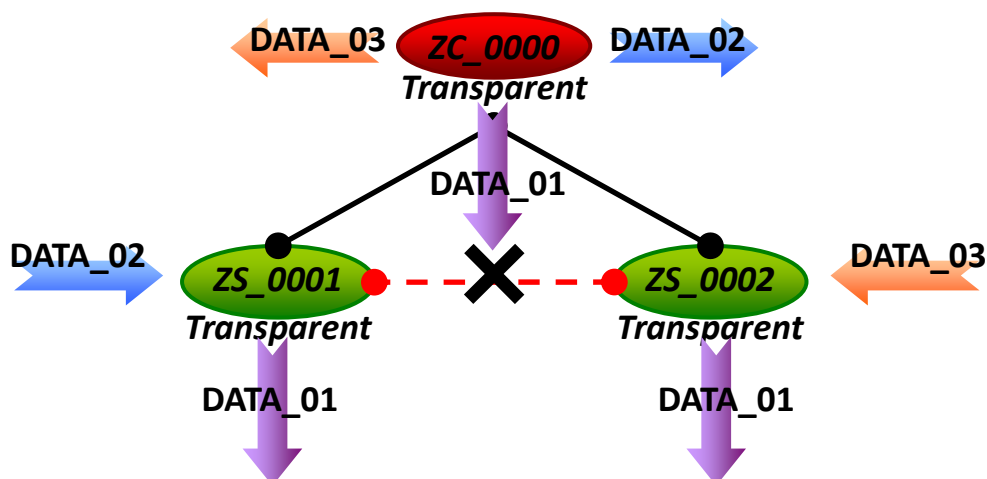 DATA_03
ZC_0000
DATA_02
Transparent
DATA_01
DATA_02
ZS_0001
ZS_0002
DATA_03
Transparent
Transparent
DATA_01
DATA_01